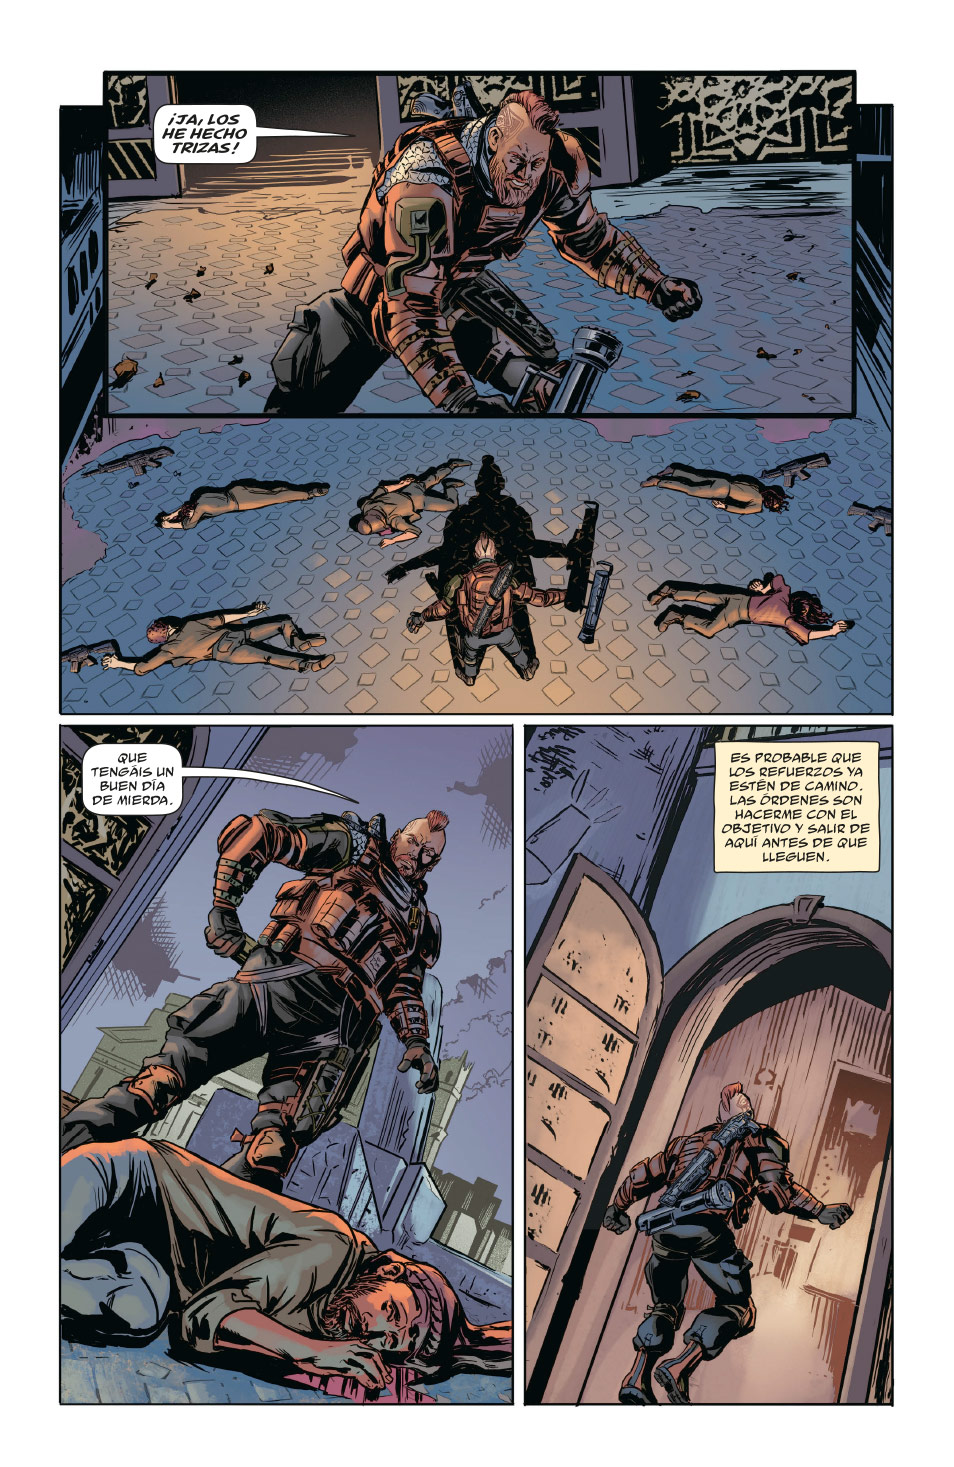 ¡JA, LOS
HE HECHO
TRIZAS!
QUE
TENGÁIS UN
BUEN DÍA
DE MIERDA.
ES PROBABLE QUE
LOS REFUERZOS YA
ESTÉN DE CAMINO.
LAS ÓRDENES SON
HACERME CON EL
OBJETIVO Y SALIR DE
AQUÍ ANTES DE QUE
LLEGUEN.